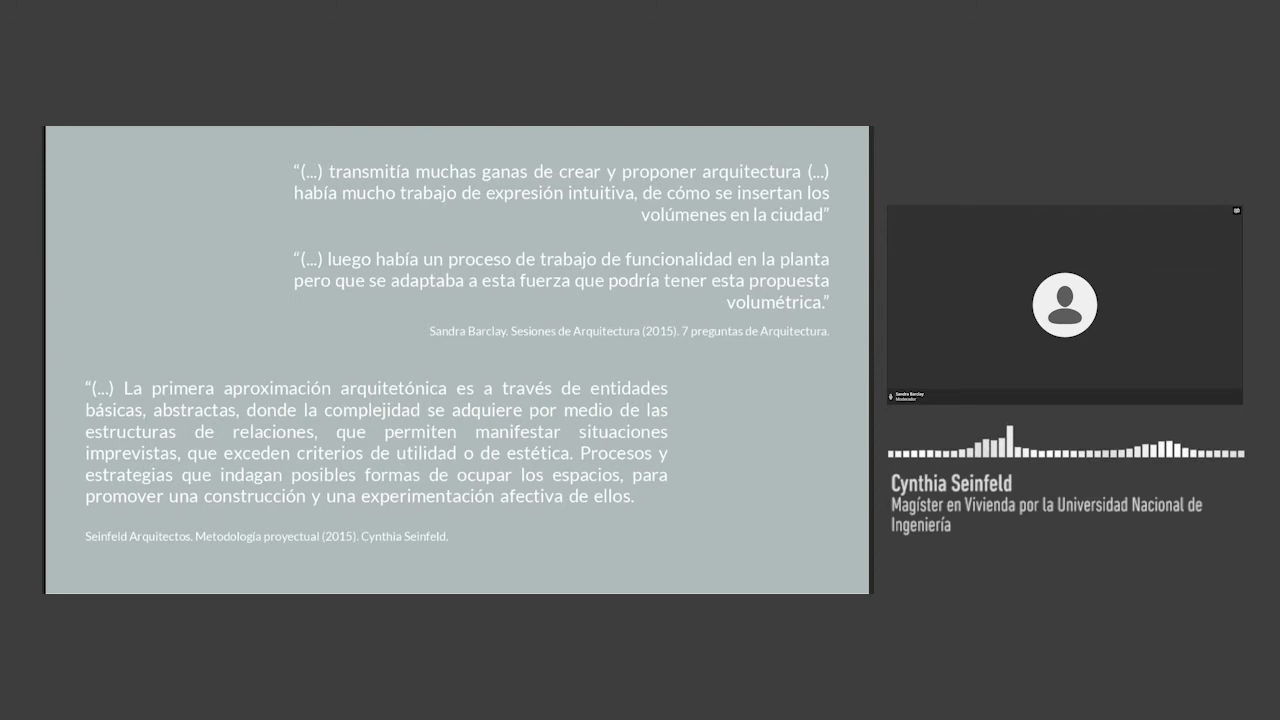 “(...) transmitía muchas ganas de crear y proponer arquitectura (...)
había mucho trabajo de expresión intuitiva, de cómo se insertan los
volúmenes en la ciudad”
“(...) luego había un proceso de trabajo de funcionalidad en la planta
pero que se adaptaba a esta fuerza que podría tener esta propuesta
volumétrica.”
Sandra Barclay. Sesiones de Arquitectura (2015). 7 preguntas de Arquitectura.
“(...) La primera aproximación arquitetónica es a través de entidades
básicas, abstractas, donde la complejidad se adquiere por medio de las
estructuras de relaciones, que permiten manifestar situaciones
imprevistas, que exceden criterios de utilidad o de estética. Procesos y
estrategias que indagan posibles formas de ocupar los espacios, para
promover una construcción y una experimentación afectiva de ellos.
Seinfeld Arquitectos. Metodología proyectual (2015). Cynthia Seinfeld.
Sandra Barclay
Moderador
Cynthia Seinfeld
Magíster en Vivienda por la Universidad Nacional de
Ingeniería